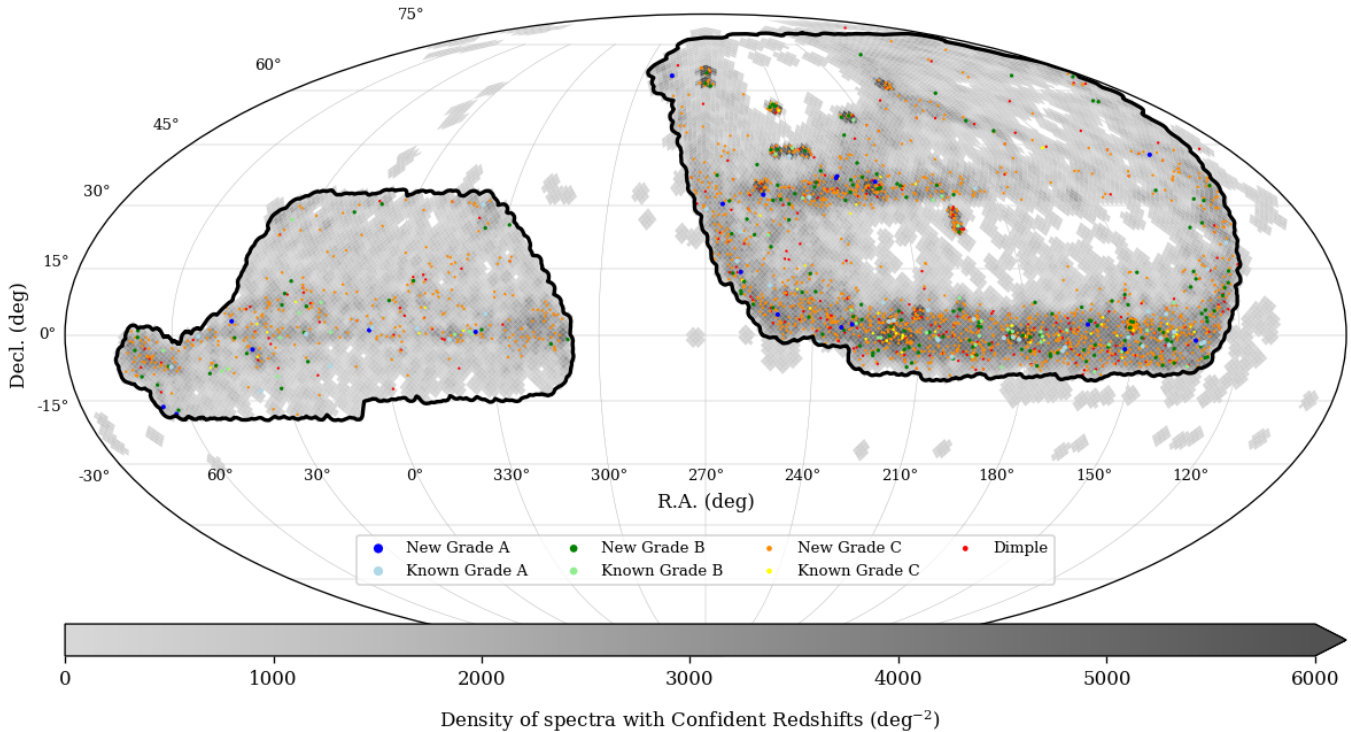 75°
60°
45°
30°
15°
0°
-15°
-30°
Decl. (deg)
60° 30° 0° 330° 300° 270° 240° 210° 180° 150° 120°
R.A. (deg)
New Grade A New Grade B New Grade C Dimple
Known Grade A Known Grade B Known Grade C
0 1000 2000 3000 4000 5000 6000
Density of spectra with Confident Redshifts (deg⁻²)